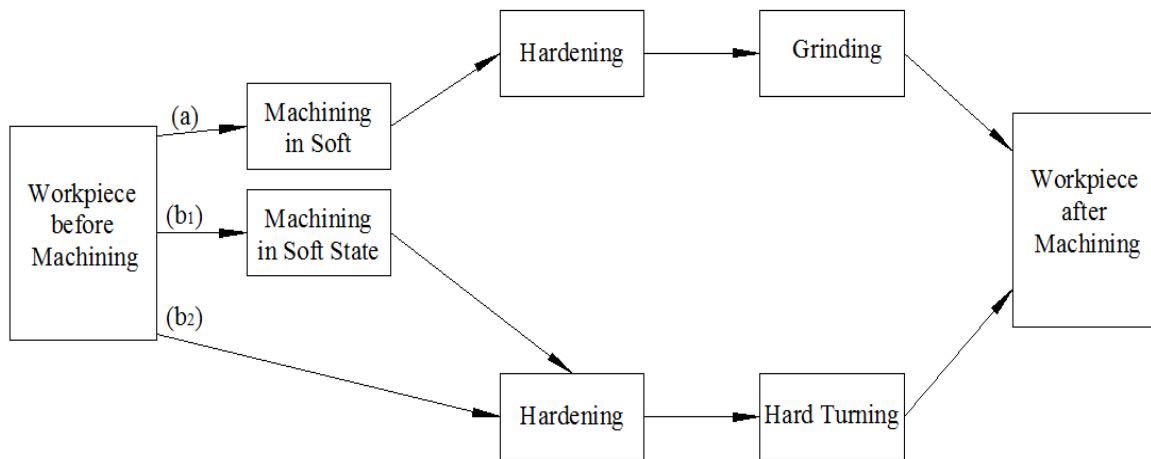 Hardening
Grinding
(a)
Machining
in Soft
Workpiece
before
Machining
(b1)
Machining
in Soft State
Workpiece
after
Machining
(b2)
Hardening
Hard Turning